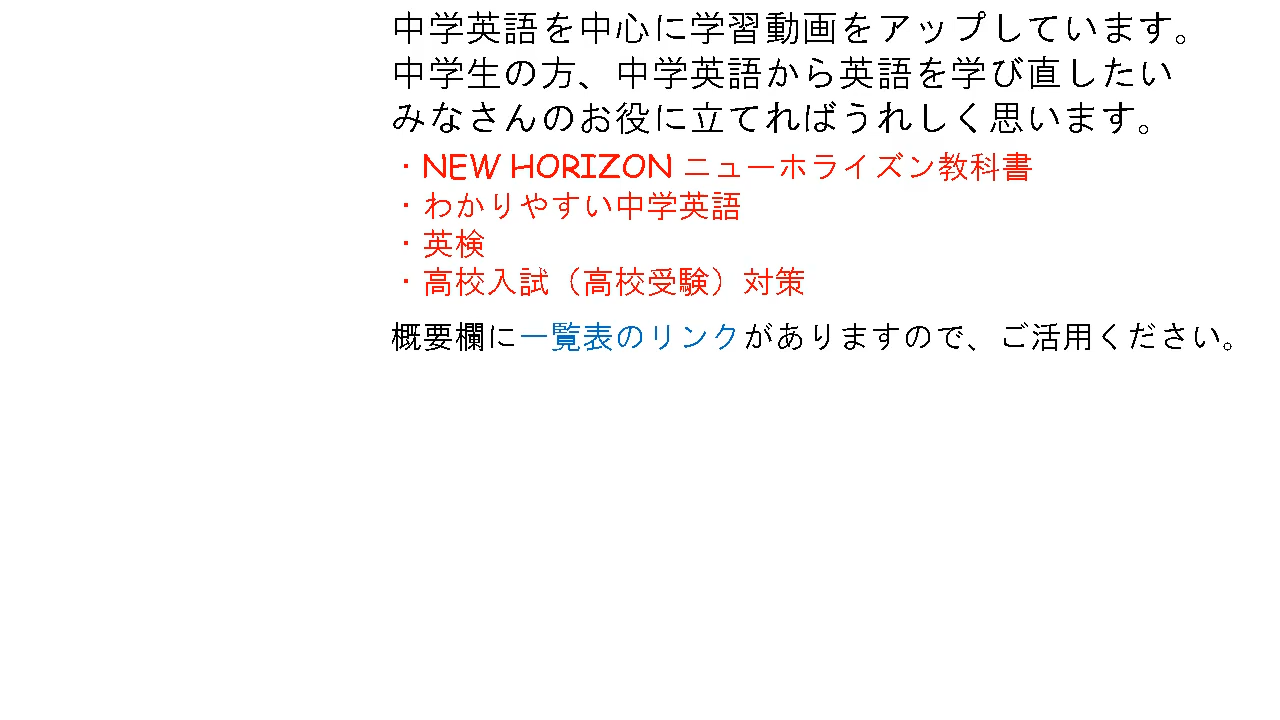 中学英語を中心に学習動画をアップしています。
中学生の方、中学英語から英語を学び直したい
みなさんのお役に立てればうれしく思います。
・NEW HORIZON ニューホライズン教科書
・わかりやすい中学英語
・英検
・高校入試（高校受験）対策
概要欄に一覧表のリンクがありますので、ご活用ください。